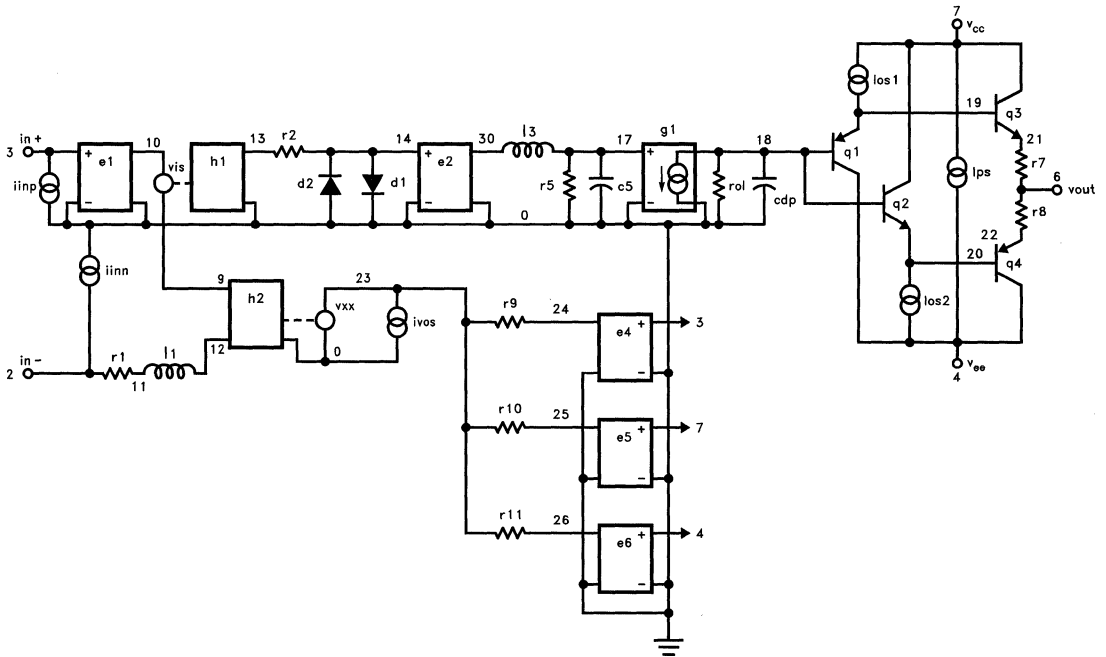 7
vcc
Ios1
19
q3
g1
17
18
21
in+
3
iinp
+
e1
−
10
vis
13
h1
r2
14
d2
d1
+
e2
−
30
l3
r5
c5
+
−
rol
cdp
q1
Ips
r7
6
vout
r8
q2
0
22
20
q4
Ios2
iinn
9
h2
23
vxx
ivos
0
12
r9
24
+
e4
−
3
in−
2
r1
11
l1
vee
4
r10
25
+
e5
−
7
r11
26
+
e6
−
4